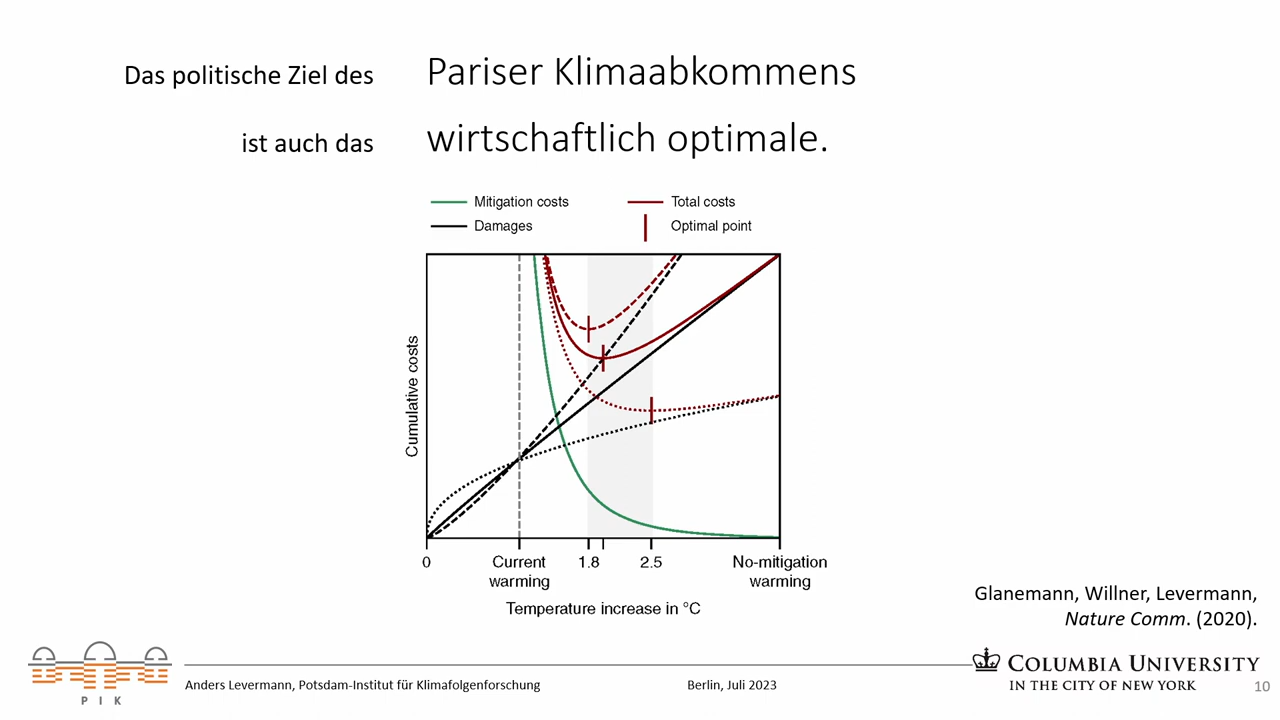 Das politische Ziel des Pariser Klimaabkommens
ist auch das wirtschaftlich optimale.
Mitigation costs
Total costs
Damages
Optimal point
Cumulative costs
0
Current
warming
1.8
2.5
No-mitigation
warming
Temperature increase in °C
Glanemann, Willner, Levermann,
Nature Comm. (2020).
PIK
Anders Levermann, Potsdam-Institut für Klimafolgenforschung
Berlin, Juli 2023
COLUMBIA UNIVERSITY
IN THE CITY OF NEW YORK
10